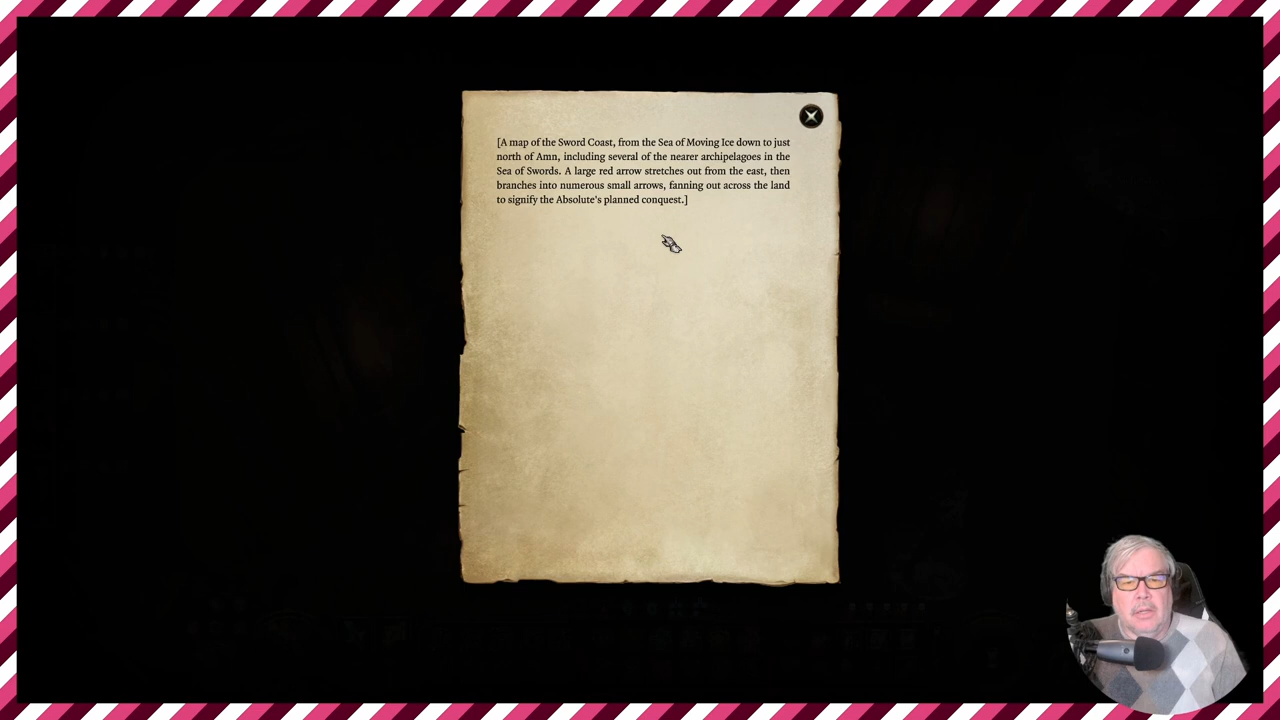 [A map of the Sword Coast, from the Sea of Moving Ice down to just
north of Amn, including several of the nearer archipelagoes in the
Sea of Swords. A large red arrow stretches out from the east, then
branches into numerous small arrows, fanning out across the land
to signify the Absolute's planned conquest.]